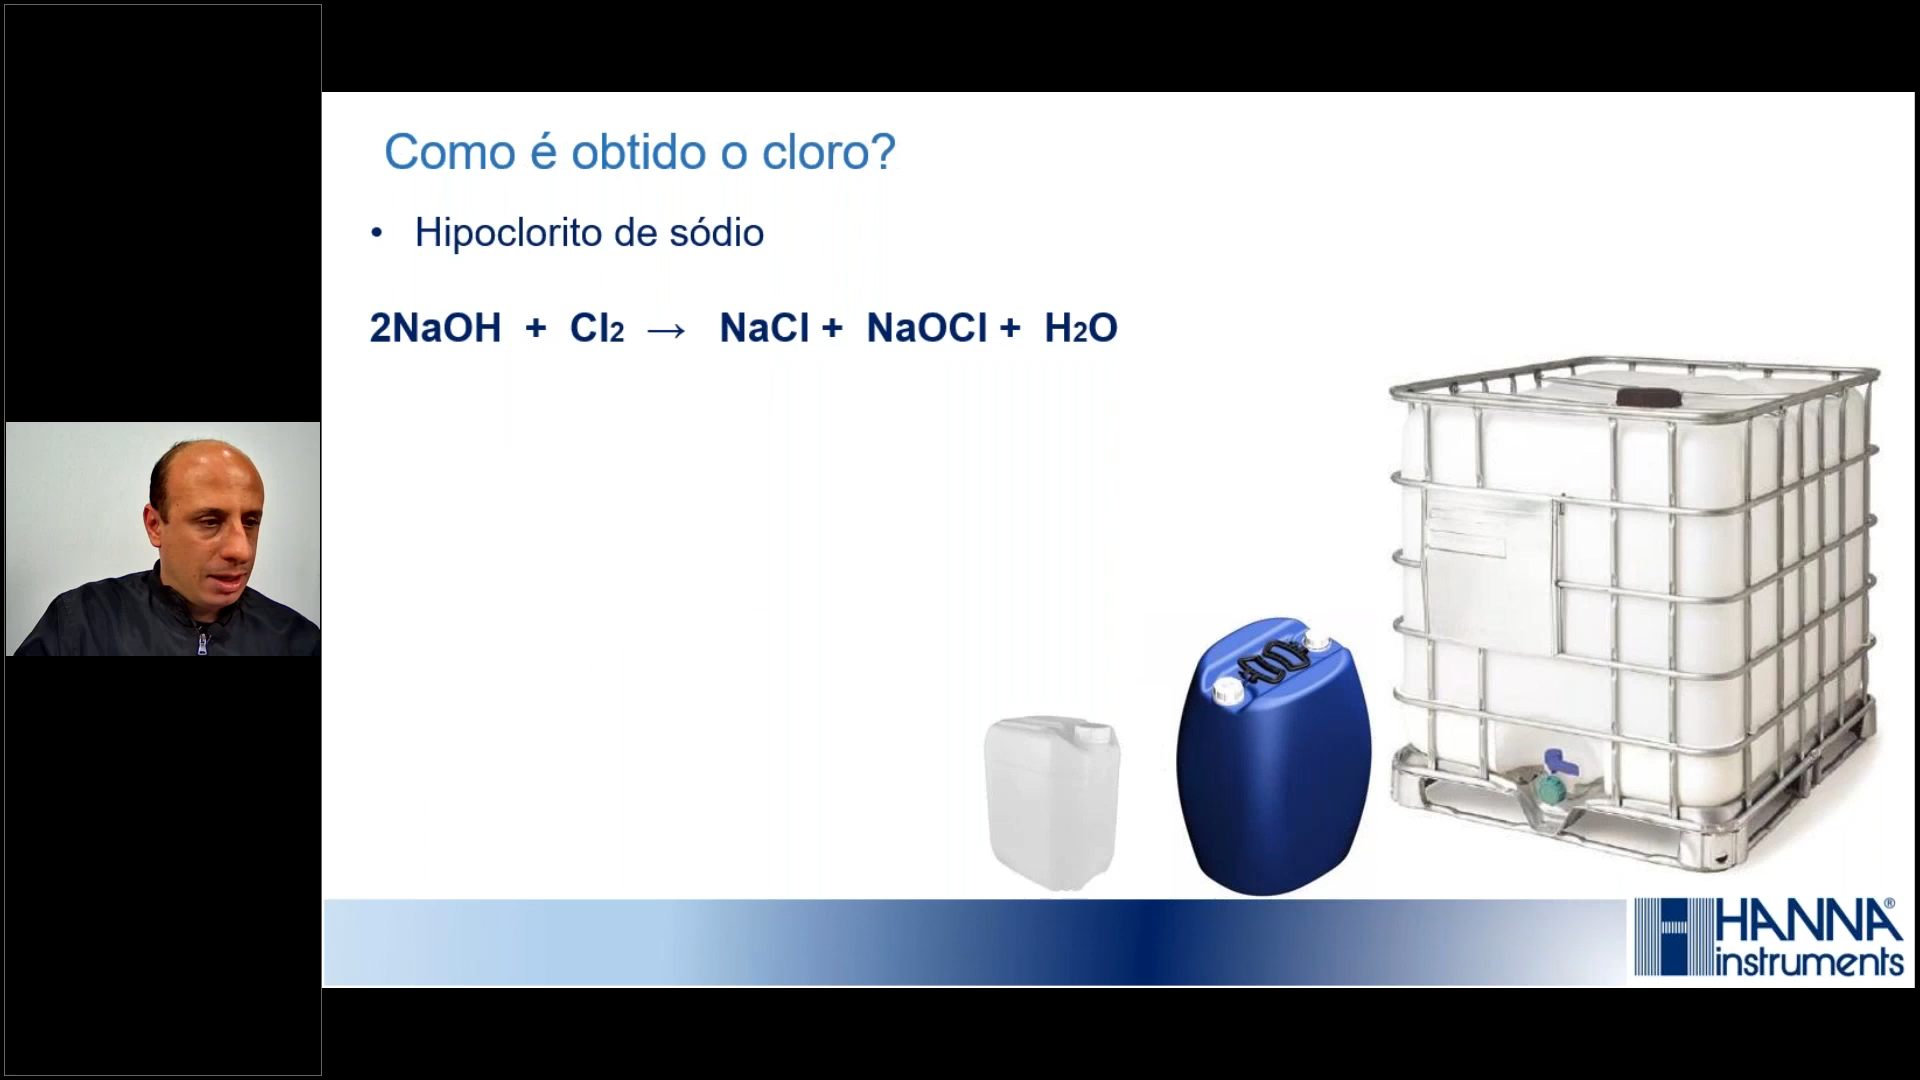 Como é obtido o cloro?
• Hipoclorito de sódio
2NaOH + Cl2 → NaCl + NaOCl + H2O
HANNA®
instruments